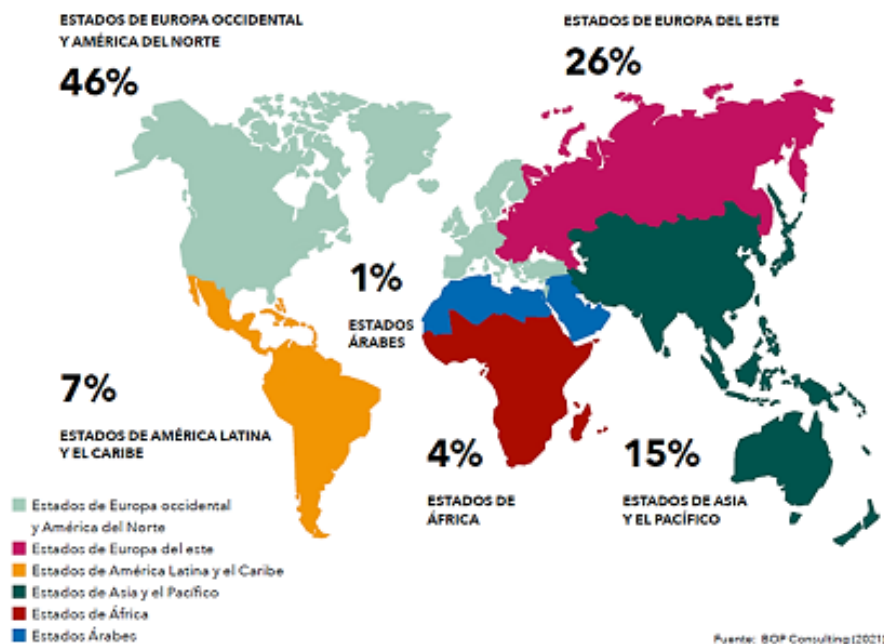 ESTADOS DE EUROPA OCCIDENTAL
Y AMÉRICA DEL NORTE
46%
ESTADOS DE EUROPA DEL ESTE
26%
1%
ESTADOS
ÁRABES
7%
ESTADOS DE AMÉRICA LATINA
Y EL CARIBE
4%
ESTADOS DE
ÁFRICA
15%
ESTADOS DE ASIA
Y EL PACÍFICO
Estados de Europa occidental
y América del Norte
Estados de Europa del este
Estados de América Latina y el Caribe
Estados de Asia y el Pacífico
Estados de África
Estados Árabes
Fuente: BOP Consulting (2021)